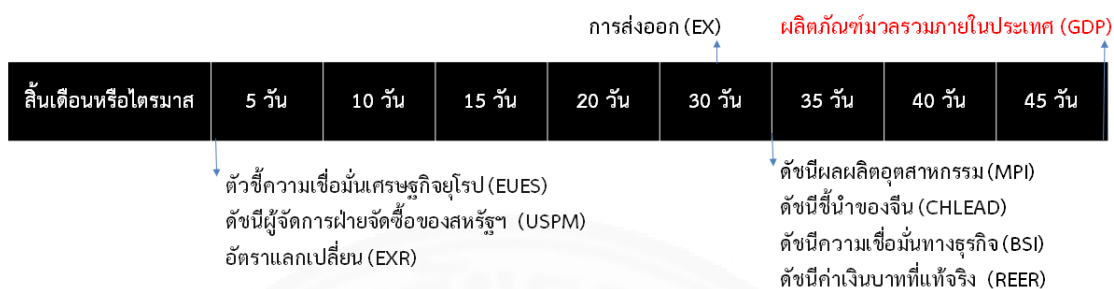 การส่งออก (EX) ผลิตภัณฑ์มวลรวมภายในประเทศ (GDP)
สิ้นเดือนหรือไตรมาส 5 วัน 10 วัน 15 วัน 20 วัน 30 วัน 35 วัน 40 วัน 45 วัน
ตัวชี้ความเชื่อมั่นเศรษฐกิจยุโรป (EUES)
ดัชนีผู้จัดการฝ่ายจัดซื้อของสหรัฐฯ (USPM)
อัตราแลกเปลี่ยน (EXR)
ดัชนีผลผลิตอุตสาหกรรม (MPI)
ดัชนีชี้นำของจีน (CHLEAD)
ดัชนีความเชื่อมั่นทางธุรกิจ (BSI)
ดัชนีค่าเงินบาทที่แท้จริง (REER)